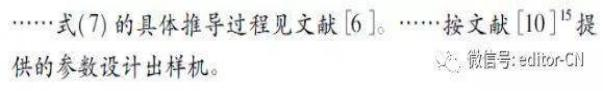 ……式(7)的具体推导过程见文献[6]。……按文献[10]¹⁵提
供的参数设计出样机。
微信号:editor-CN